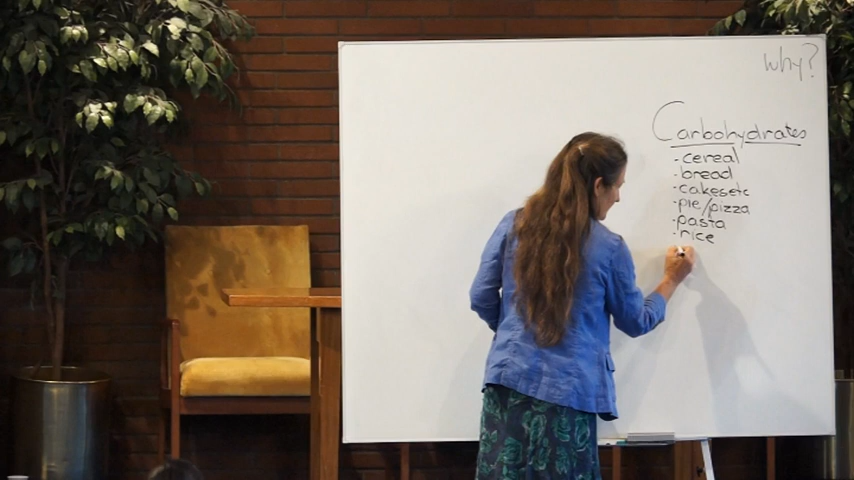 why?
Carbohydrates
· cereal
· bread
· cakes etc
· pie/pizza
· pasta
· rice